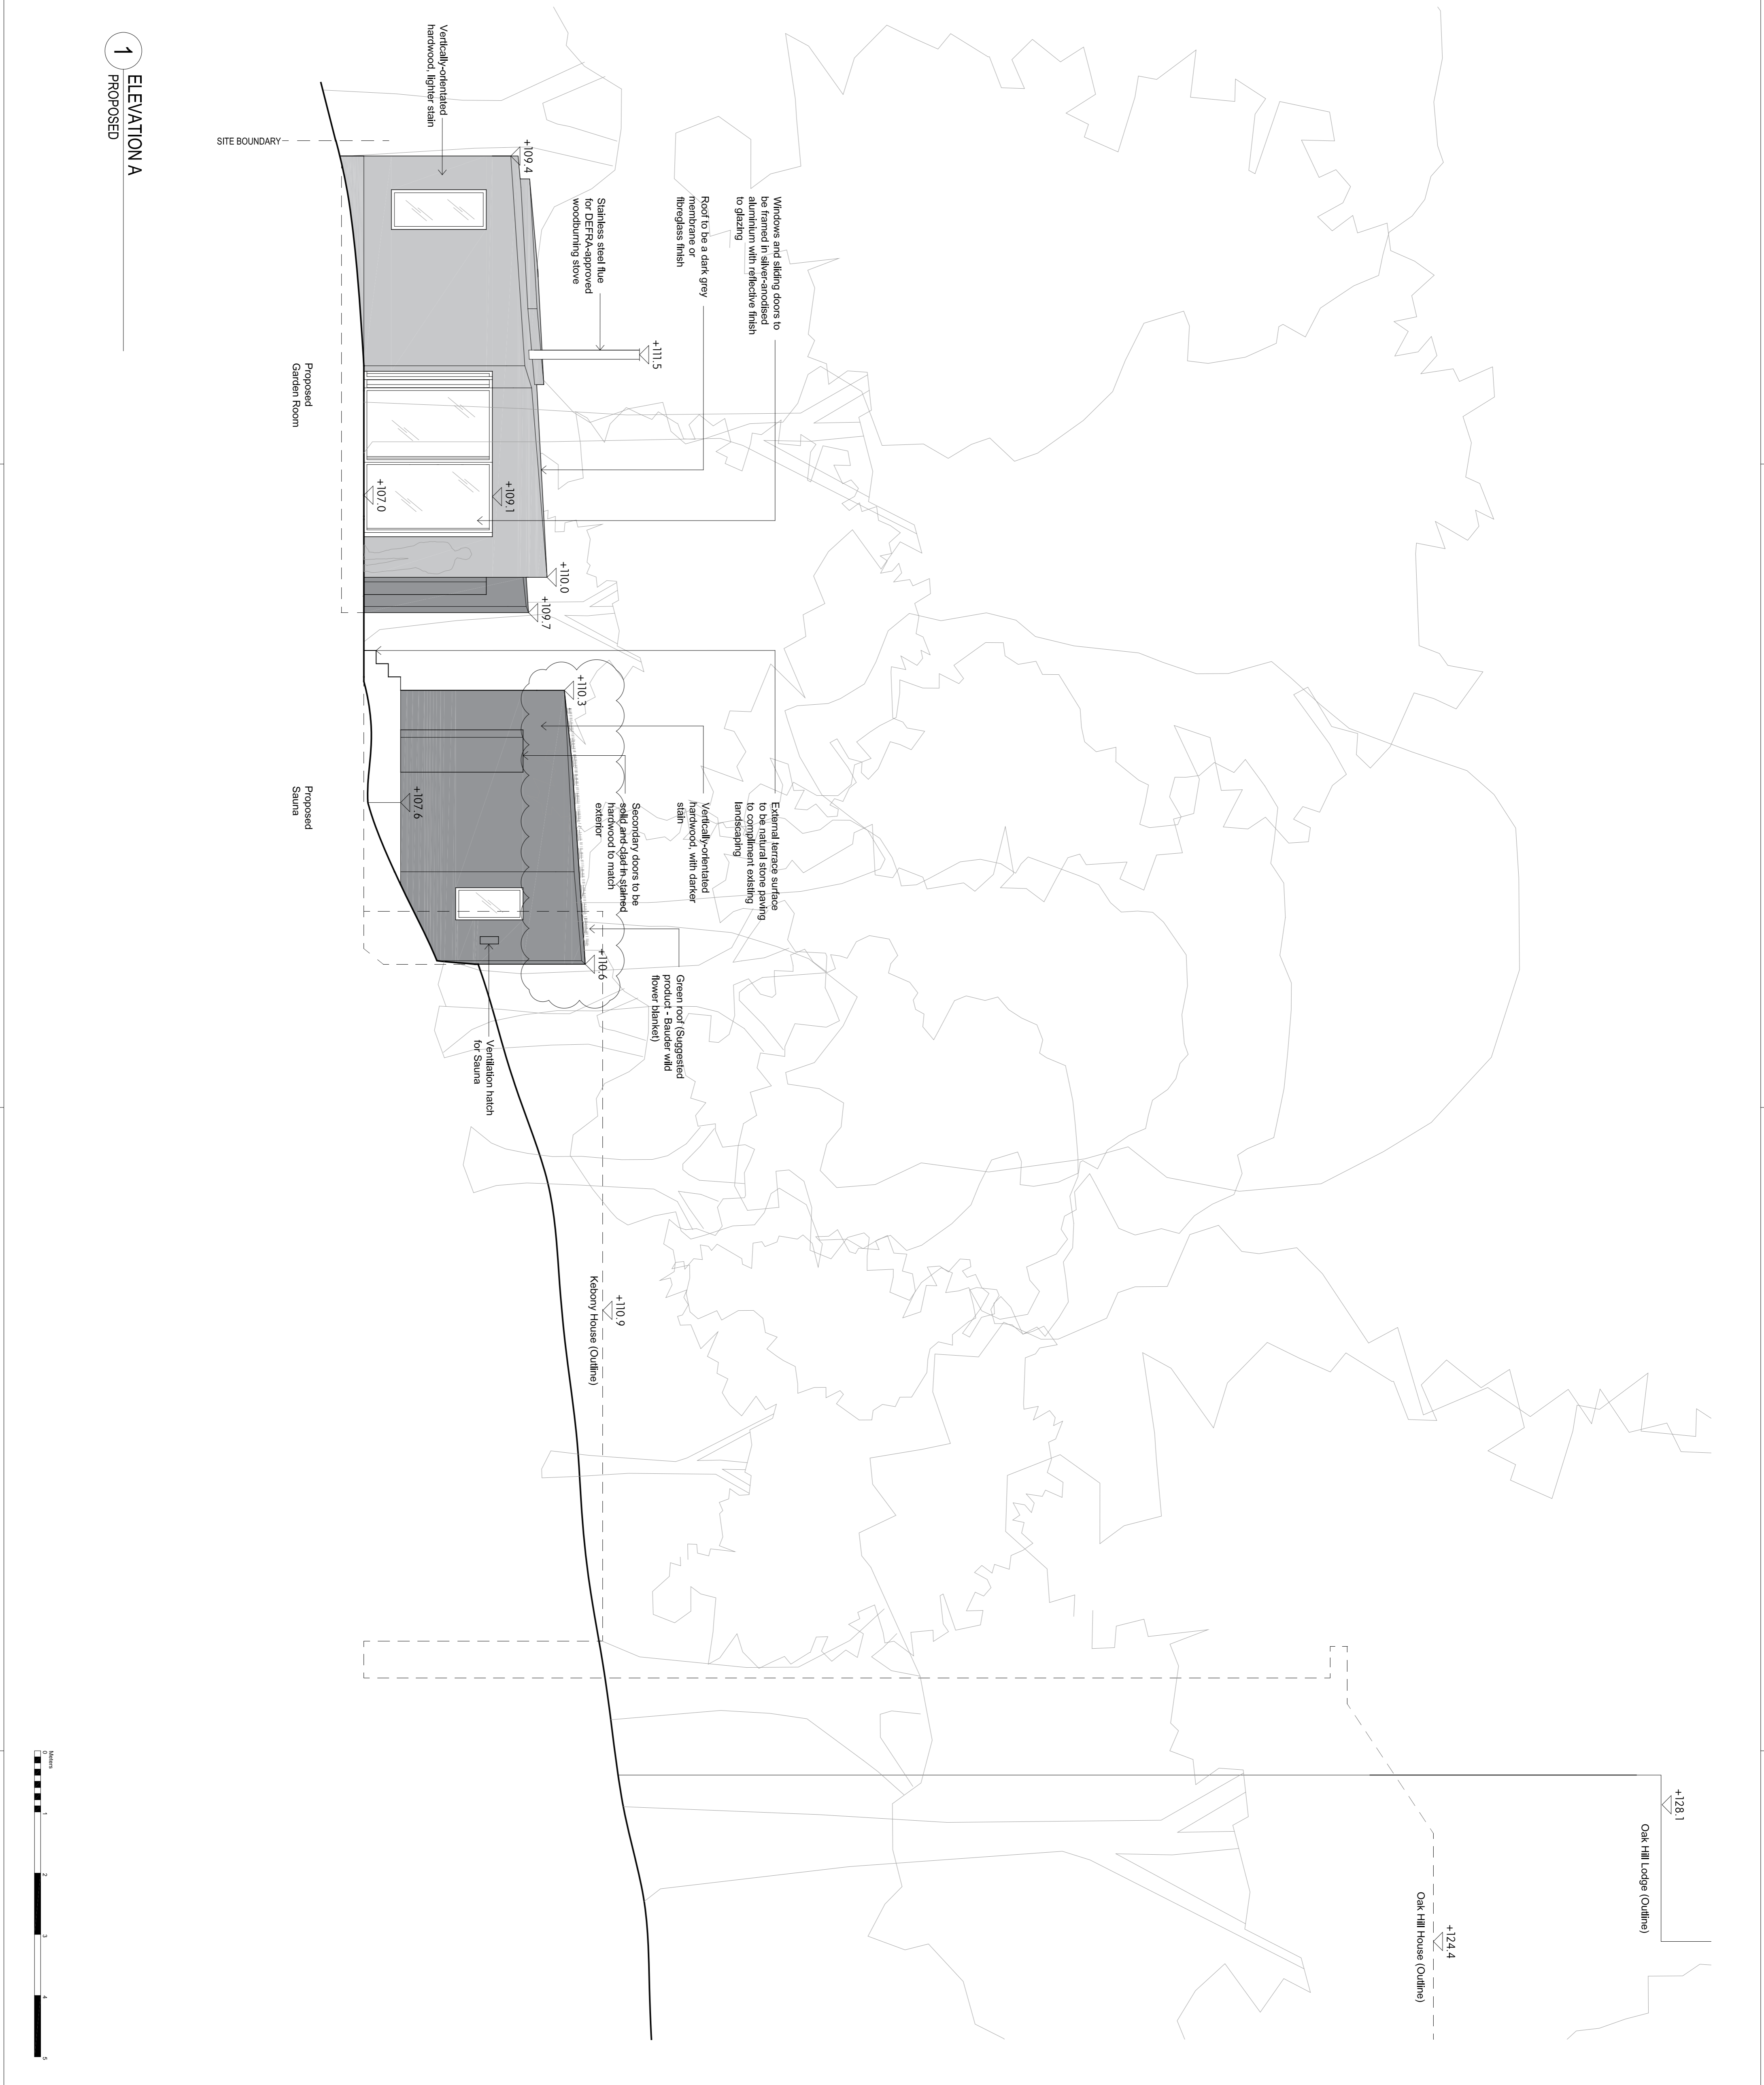 Vertically-orientated
hardwood, lighter stain
SITE BOUNDARY
+109.4
Stainless steel flue
for DEFRA-approved
woodburning stove
Roof to be a dark grey
membrane or
fibreglass finish
Windows and sliding doors to
be framed in silver-anodised
aluminium with reflective finish
to glazing
+111.5
+109.1
+107.0
+110.0
+109.7
Proposed
Garden Room
+110.3
External terrace surface
to be natural stone paving
to compliment existing
landscaping
Vertically-orientated
hardwood, with darker
stain
Secondary doors to be
solid and clad in stained
hardwood to match
exterior
+107.6
Proposed
Sauna
+110.6
Green roof (Suggested
product - Bauder wild
flower blanket)
Ventilation hatch
for Sauna
+110.9
Kebony House (Outline)
+128.1
Oak Hill Lodge (Outline)
+124.4
Oak Hill House (Outline)
1
ELEVATION A
PROPOSED
Meters
0 1 2 3 4 5